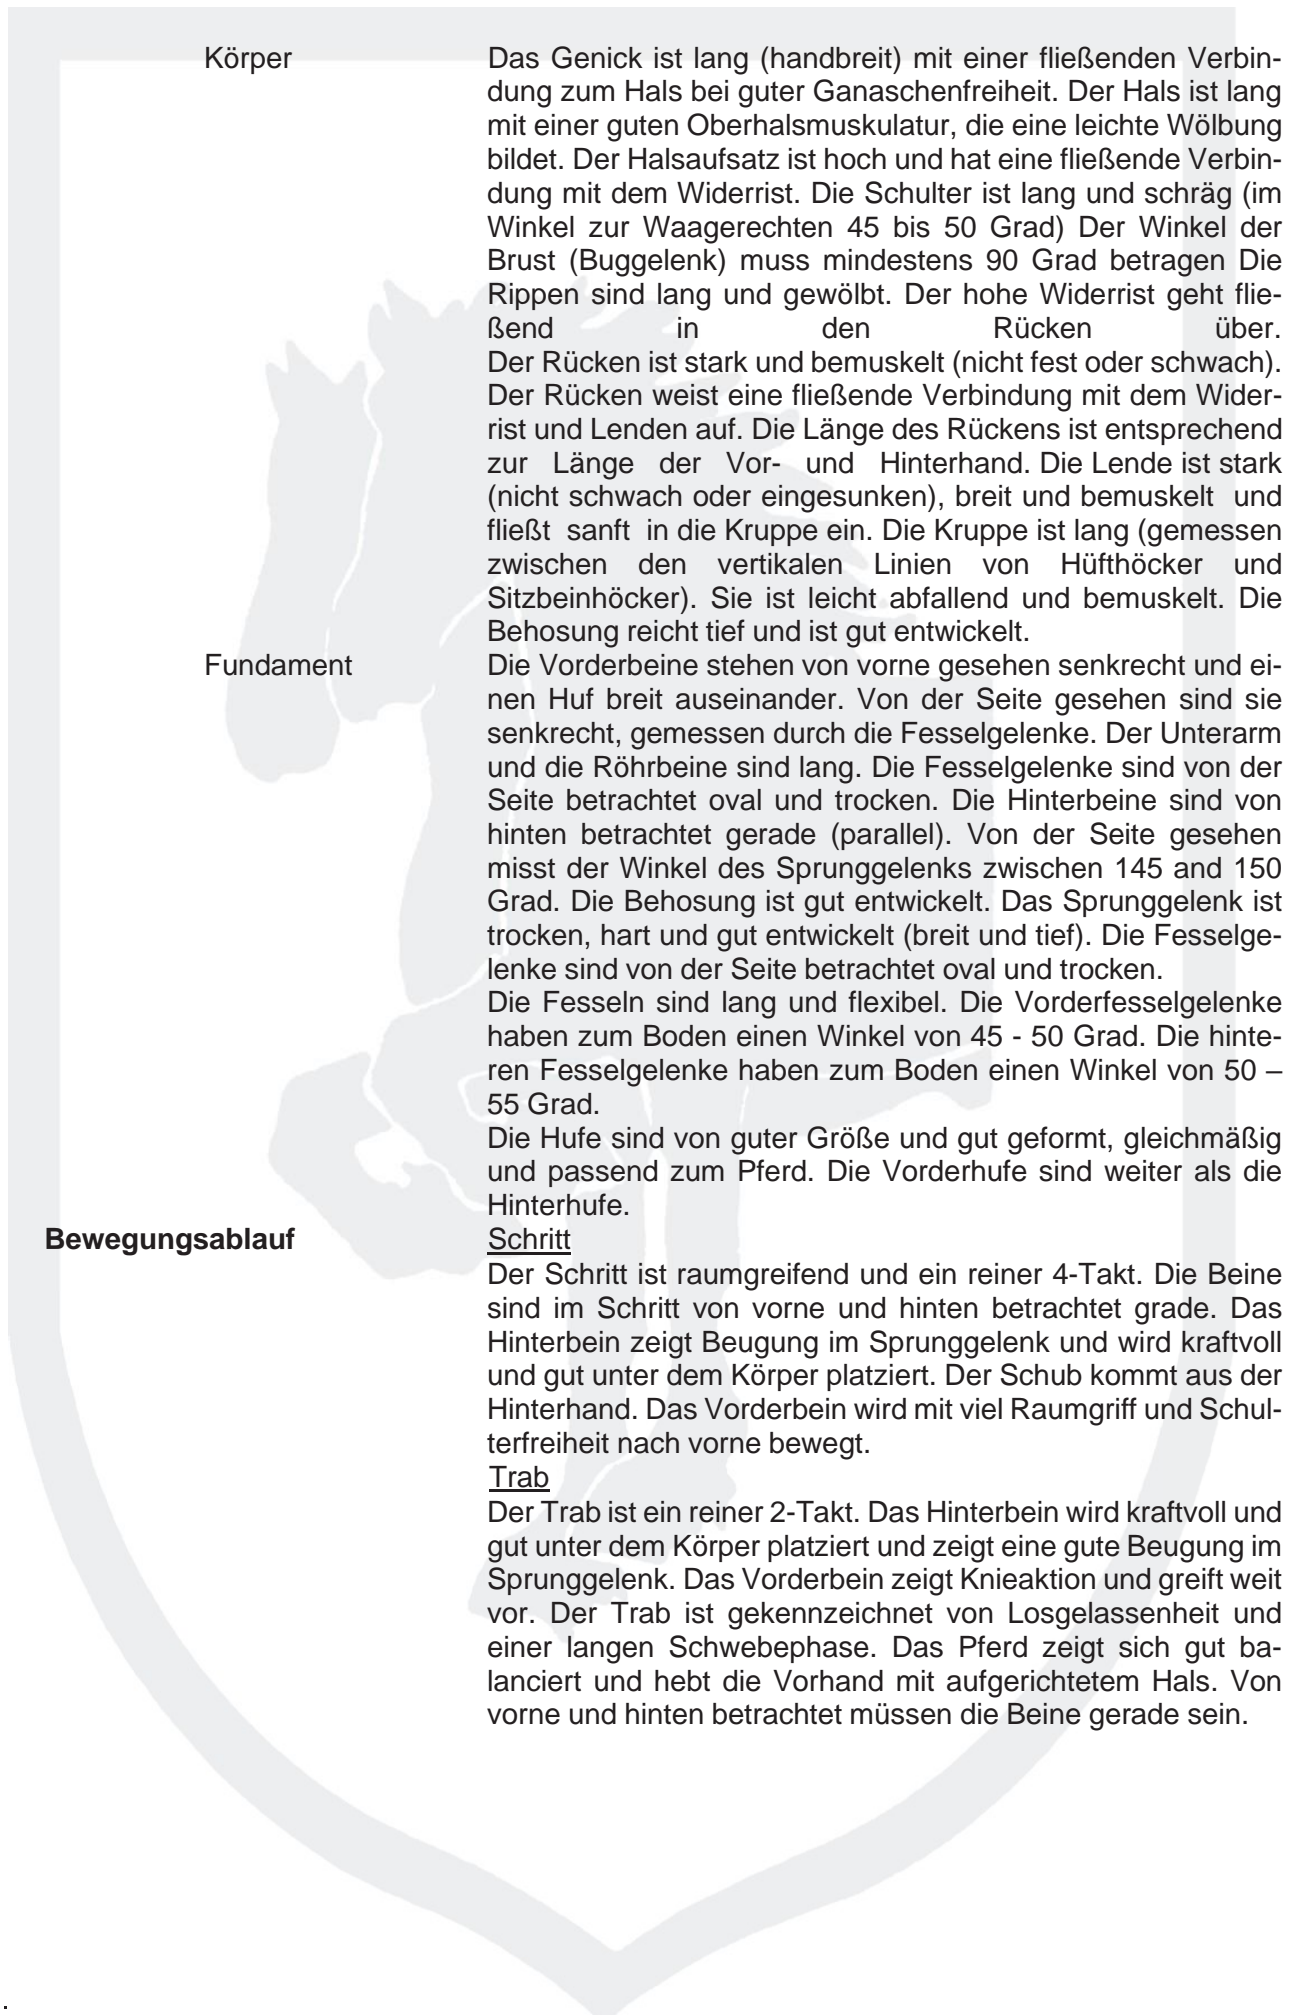 Körper Das Genick ist lang (handbreit) mit einer fließenden Verbin-
dung zum Hals bei guter Ganaschenfreiheit. Der Hals ist lang
mit einer guten Oberhalsmuskulatur, die eine leichte Wölbung
bildet. Der Halsaufsatz ist hoch und hat eine fließende Verbin-
dung mit dem Widerrist. Die Schulter ist lang und schräg (im
Winkel zur Waagerechten 45 bis 50 Grad) Der Winkel der
Brust (Buggelenk) muss mindestens 90 Grad betragen Die
Rippen sind lang und gewölbt. Der hohe Widerrist geht flie-
ßend in den Rücken über.
Der Rücken ist stark und bemuskelt (nicht fest oder schwach).
Der Rücken weist eine fließende Verbindung mit dem Wider-
rist und Lenden auf. Die Länge des Rückens ist entsprechend
zur Länge der Vor- und Hinterhand. Die Lende ist stark
(nicht schwach oder eingesunken), breit und bemuskelt und
fließt sanft in die Kruppe ein. Die Kruppe ist lang (gemessen
zwischen den vertikalen Linien von Hüfthöcker und
Sitzbeinhöcker). Sie ist leicht abfallend und bemuskelt. Die
Behosung reicht tief und ist gut entwickelt.
Fundament Die Vorderbeine stehen von vorne gesehen senkrecht und ei-
nen Huf breit auseinander. Von der Seite gesehen sind sie
senkrecht, gemessen durch die Fesselgelenke. Der Unterarm
und die Röhrbeine sind lang. Die Fesselgelenke sind von der
Seite betrachtet oval und trocken. Die Hinterbeine sind von
hinten betrachtet gerade (parallel). Von der Seite gesehen
misst der Winkel des Sprunggelenks zwischen 145 and 150
Grad. Die Behosung ist gut entwickelt. Das Sprunggelenk ist
trocken, hart und gut entwickelt (breit und tief). Die Fesselge-
lenke sind von der Seite betrachtet oval und trocken.
Die Fesseln sind lang und flexibel. Die Vorderfesselgelenke
haben zum Boden einen Winkel von 45 - 50 Grad. Die hinte-
ren Fesselgelenke haben zum Boden einen Winkel von 50 –
55 Grad.
Die Hufe sind von guter Größe und gut geformt, gleichmäßig
und passend zum Pferd. Die Vorderhufe sind weiter als die
Hinterhufe.
Bewegungsablauf Schritt
Der Schritt ist raumgreifend und ein reiner 4-Takt. Die Beine
sind im Schritt von vorne und hinten betrachtet grade. Das
Hinterbein zeigt Beugung im Sprunggelenk und wird kraftvoll
und gut unter dem Körper platziert. Der Schub kommt aus der
Hinterhand. Das Vorderbein wird mit viel Raumgriff und Schul-
terfreiheit nach vorne bewegt.
Trab
Der Trab ist ein reiner 2-Takt. Das Hinterbein wird kraftvoll und
gut unter dem Körper platziert und zeigt eine gute Beugung im
Sprunggelenk. Das Vorderbein zeigt Knieaktion und greift weit
vor. Der Trab ist gekennzeichnet von Losgelassenheit und
einer langen Schwebephase. Das Pferd zeigt sich gut ba-
lanciert und hebt die Vorhand mit aufgerichtetem Hals. Von
vorne und hinten betrachtet müssen die Beine gerade sein.
.